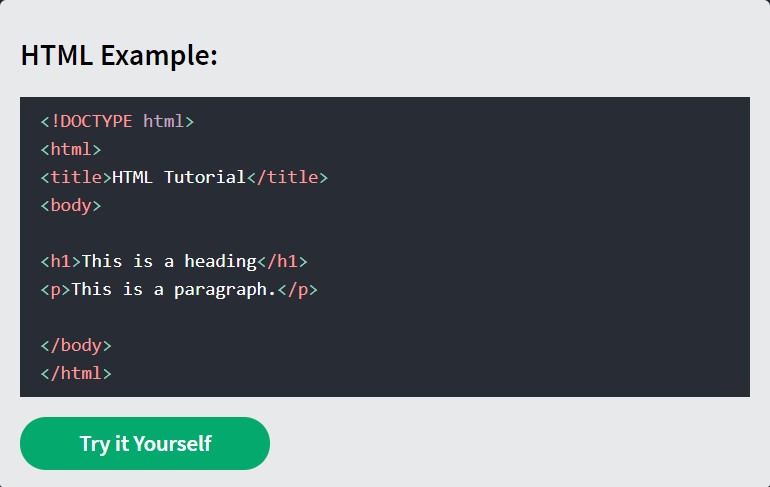 HTML Example:
<!DOCTYPE html>
<html>
<title>HTML Tutorial</title>
<body>
<h1>This is a heading</h1>
<p>This is a paragraph.</p>
</body>
</html>
Try it Yourself